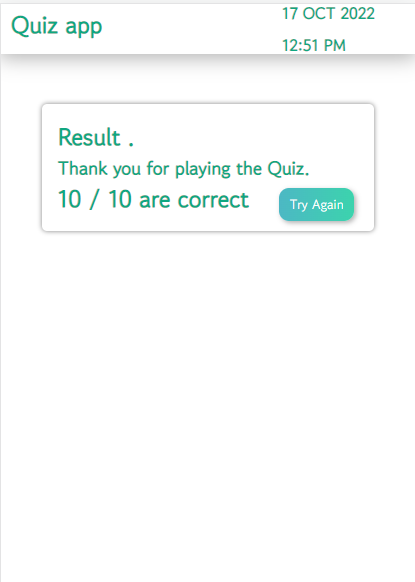 Quiz app
17 OCT 2022
12:51 PM
Result .
Thank you for playing the Quiz.
10 / 10 are correct
Try Again